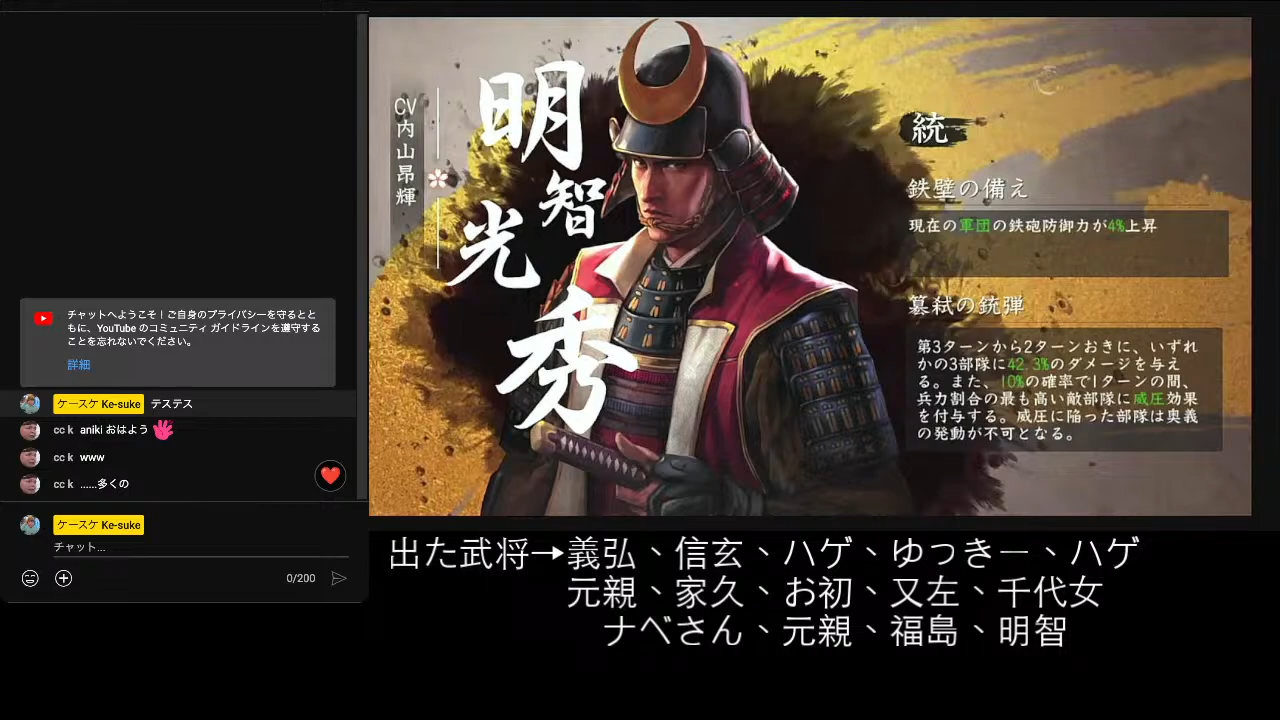 チャットへようこそ！ご自身のプライバシーを守るとと
もに、YouTube のコミュニティ ガイドラインを遵守する
ことを忘れないでください。
詳細
ケースケ Ke-suke テステス
cc k aniki おはよう
cc k www
cc k ......多くの
ケースケ Ke-suke
チャット...
0/200
CV内山昂輝
明智光秀
統
鉄壁の備え
現在の軍団の鉄砲防御力が4%上昇
簒弑の銃弾
第3ターンから2ターンおきに、いずれ
かの3部隊に42.3%のダメージを与え
る。また、10%の確率で1ターンの間、
兵力割合の最も高い敵部隊に威圧効果
を付与する。威圧に陥った部隊は奥義
の発動が不可となる。
出た武将→義弘、信玄、ハゲ、ゆっきー、ハゲ
元親、家久、お初、又左、千代女
ナベさん、元親、福島、明智